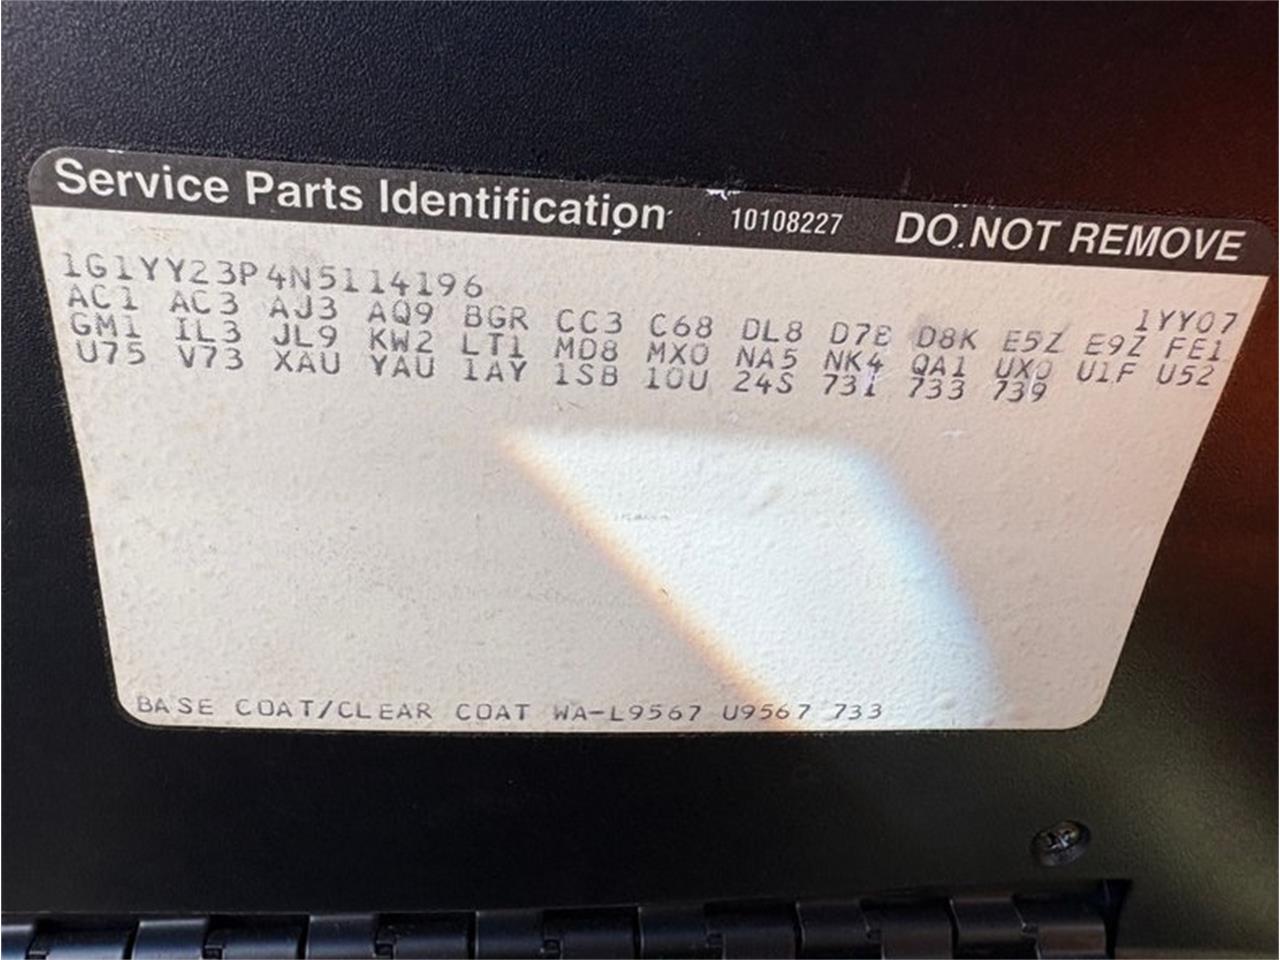 Service Parts Identification 10108227 DO NOT REMOVE
1G1YY23P4N5114196 1YY07
AC1 AC3 AJ3 AQ9 BGR CC3 C68 DL8 D7B D8K E5Z E9Z FE1
GM1 IL3 JL9 KW2 LT1 MD8 MX0 NA5 NK4 QA1 UX0 U1F U52
U75 V73 XAU YAU 1AY 1SB 10U 24S 731 733 739
BASE COAT/CLEAR COAT WA-L9567 U9567 733